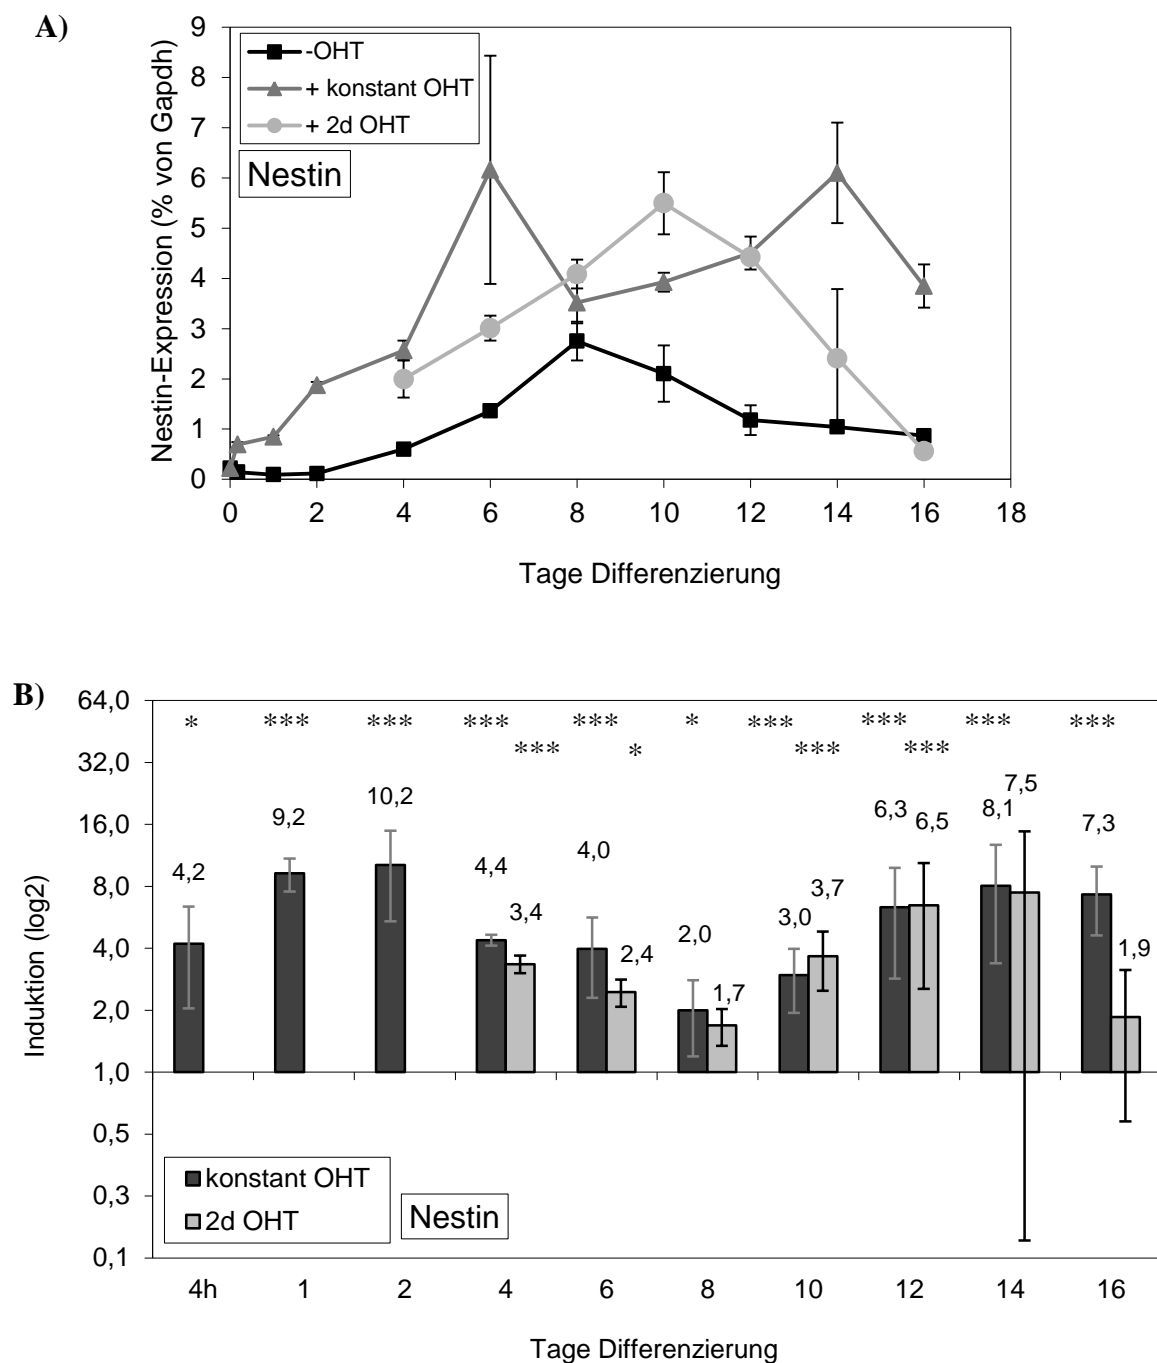 A)
9
8
7
6
5
4
3
2
1
0
Nestin-Expression (% von Gapdh)
-OHT
+ konstant OHT
+ 2d OHT
Nestin
0 2 4 6 8 10 12 14 16 18
Tage Differenzierung
B)
64,0
32,0
16,0
8,0
4,0
2,0
1,0
0,5
0,3
0,1
Induktion (log2)
* *** *** *** *** * *** *** *** ***
*** * *** ***
4,2 9,2 10,2 4,4 3,4 4,0 2,4 2,0 1,7 3,0 3,7 6,3 6,5 8,1 7,5 7,3 1,9
konstant OHT
2d OHT
Nestin
4h 1 2 4 6 8 10 12 14 16
Tage Differenzierung